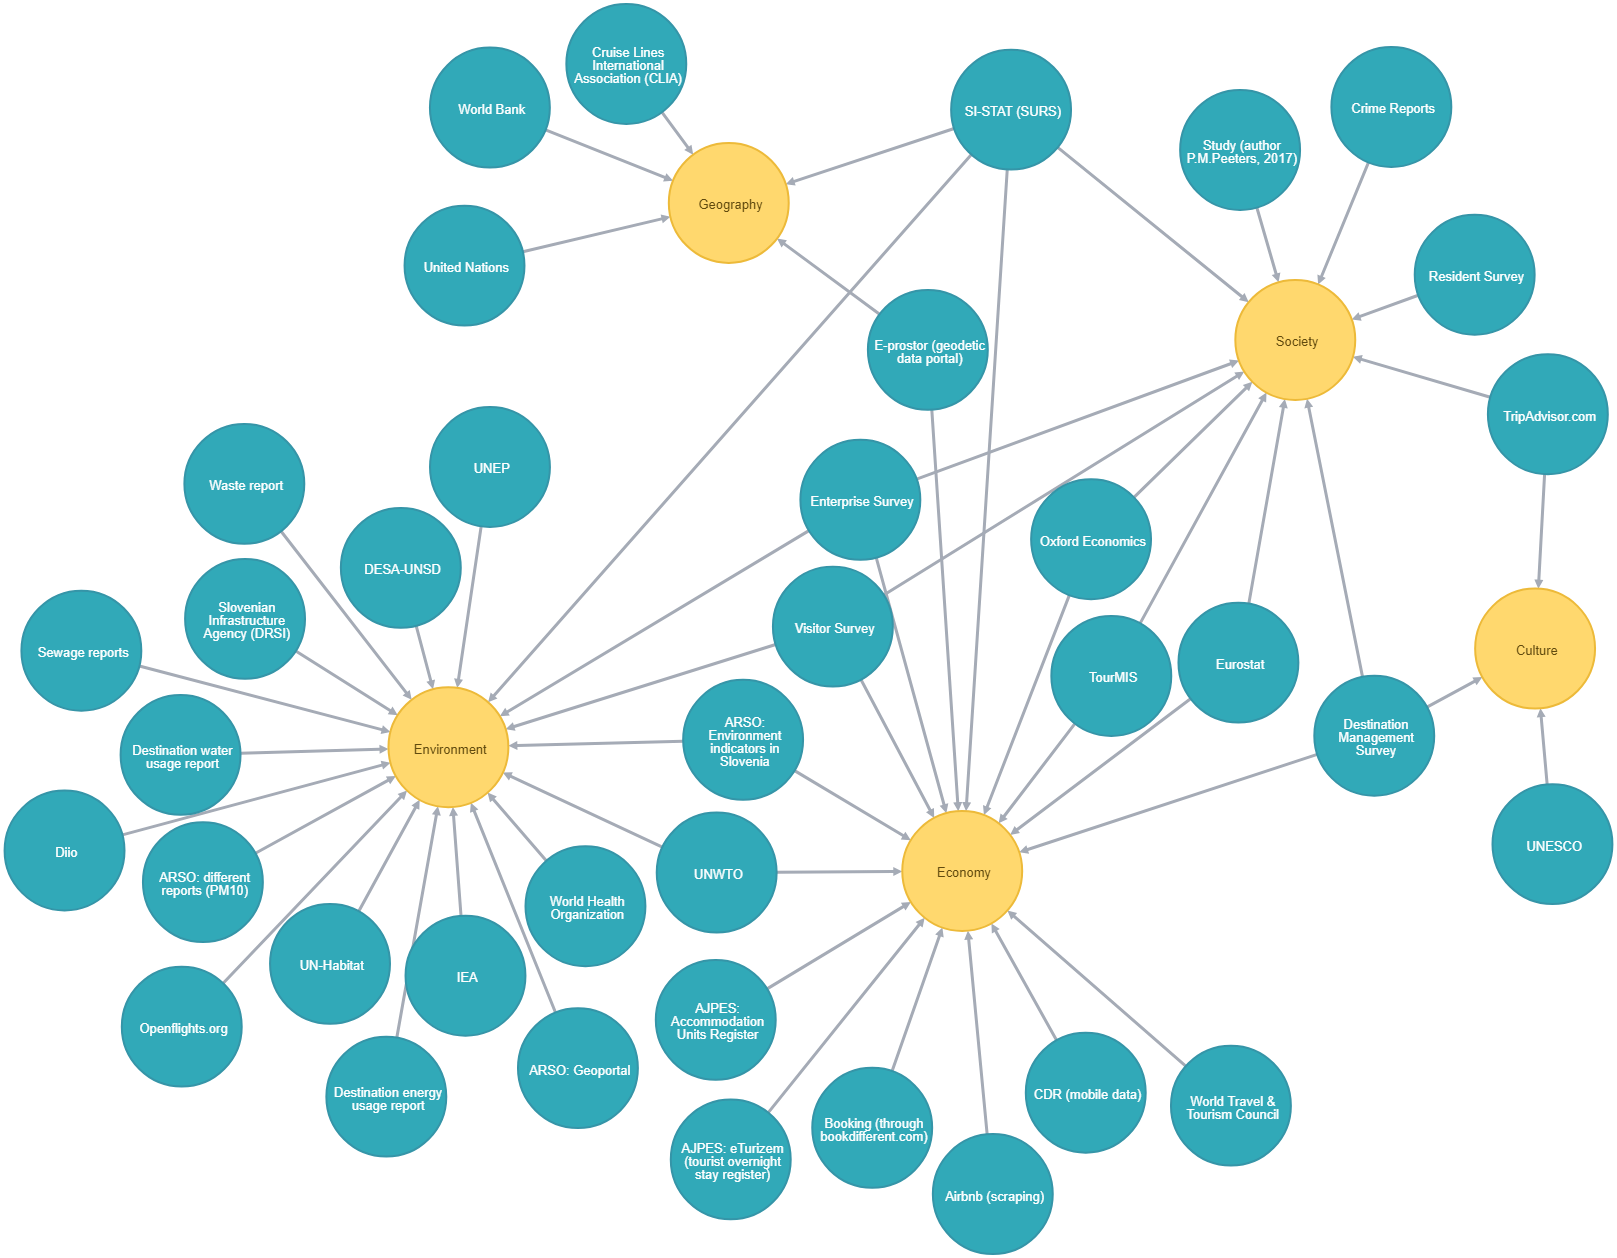 Cruise Lines
International
Association (CLIA)
World Bank
SI-STAT (SURS)
Crime Reports
Study (author
P.M.Peeters, 2017)
Geography
United Nations
Resident Survey
E-prostor (geodetic
data portal)
Society
TripAdvisor.com
UNEP
Waste report
Enterprise Survey
Oxford Economics
DESA-UNSD
Slovenian
Infrastructure
Agency (DRSI)
Visitor Survey
Sewage reports
Eurostat
TourMIS
Culture
Destination
Management
Survey
ARSO:
Environment
indicators in
Slovenia
Environment
Destination water
usage report
Diio
ARSO: different
reports (PM10)
UNWTO
Economy
UNESCO
World Health
Organization
UN-Habitat
IEA
Openflights.org
AJPES:
Accommodation
Units Register
ARSO: Geoportal
Destination energy
usage report
CDR (mobile data)
World Travel &
Tourism Council
Booking (through
bookdifferent.com)
AJPES: eTurizem
(tourist overnight
stay register)
Airbnb (scraping)